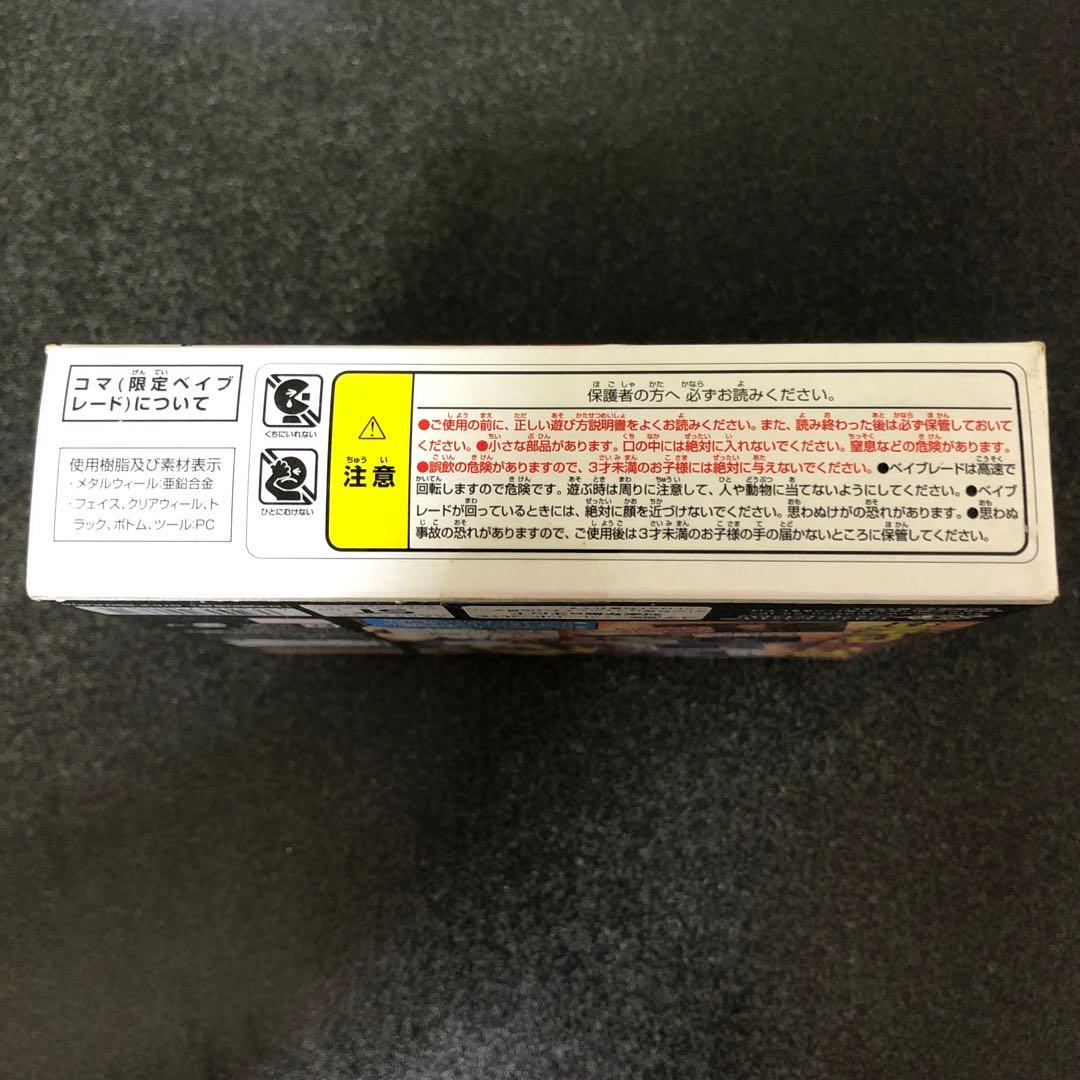 コマ(限定ベイブ
レード)について
使用樹脂及び素材表示
・メタルウィール:亜鉛合金
・フェイス、クリアウィール、ト
ラック、ボトム、ツール:PC
くちにいれない
ひとにむけない
注意
保護者の方へ 必ずお読みください。
●ご使用の前に、正しい遊び方説明書をよくお読みください。また、読み終わった後は必ず保管しておいて
ください。●小さな部品があります。口の中には絶対に入れないでください。窒息などの危険があります。
●誤飲の危険がありますので、3才未満のお子様には絶対に与えないでください。●ベイブレードは高速で
回転しますので危険です。遊ぶ時は周りに注意して、人や動物に当てないようにしてください。●ベイブ
レードが回っているときには、絶対に顔を近づけないでください。思わぬけがの恐れがあります。●思わぬ
事故の恐れがありますので、ご使用後は3才未満のお子様の手の届かないところに保管してください。